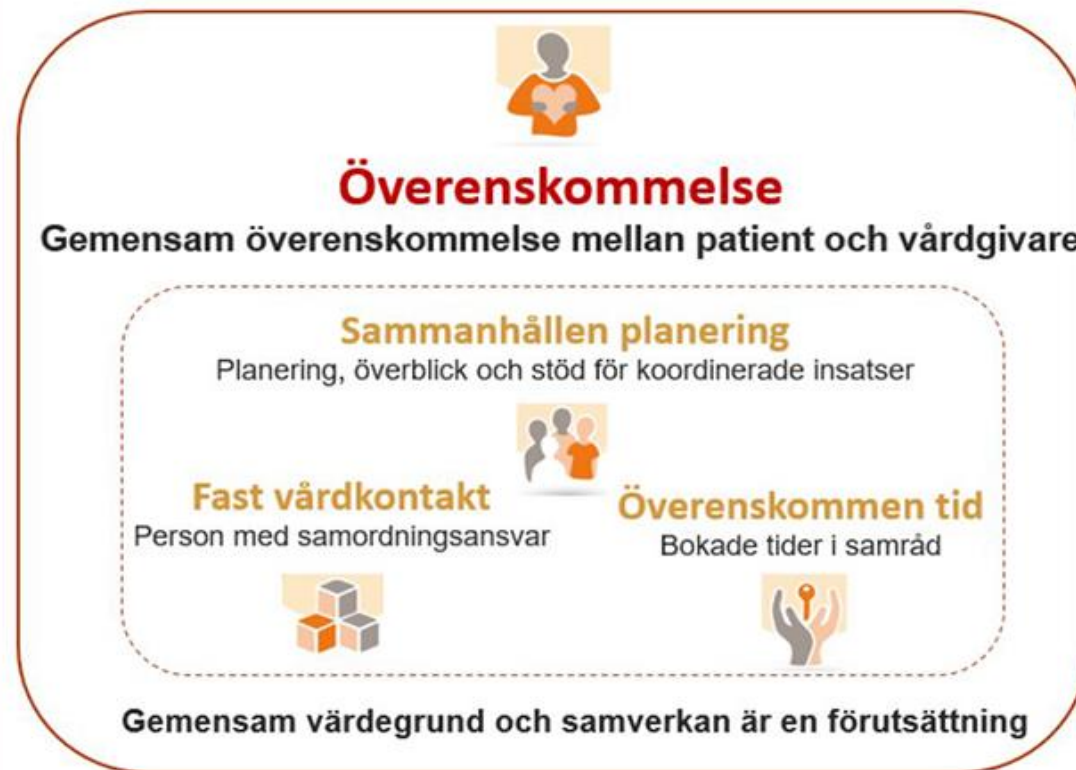 Överenskommelse
Gemensam överenskommelse mellan patient och vårdgivare
Sammanhållen planering
Planering, överblick och stöd för koordinerade insatser
Fast vårdkontakt
Person med samordningsansvar
Överenskommen tid
Bokade tider i samråd
Gemensam värdegrund och samverkan är en förutsättning